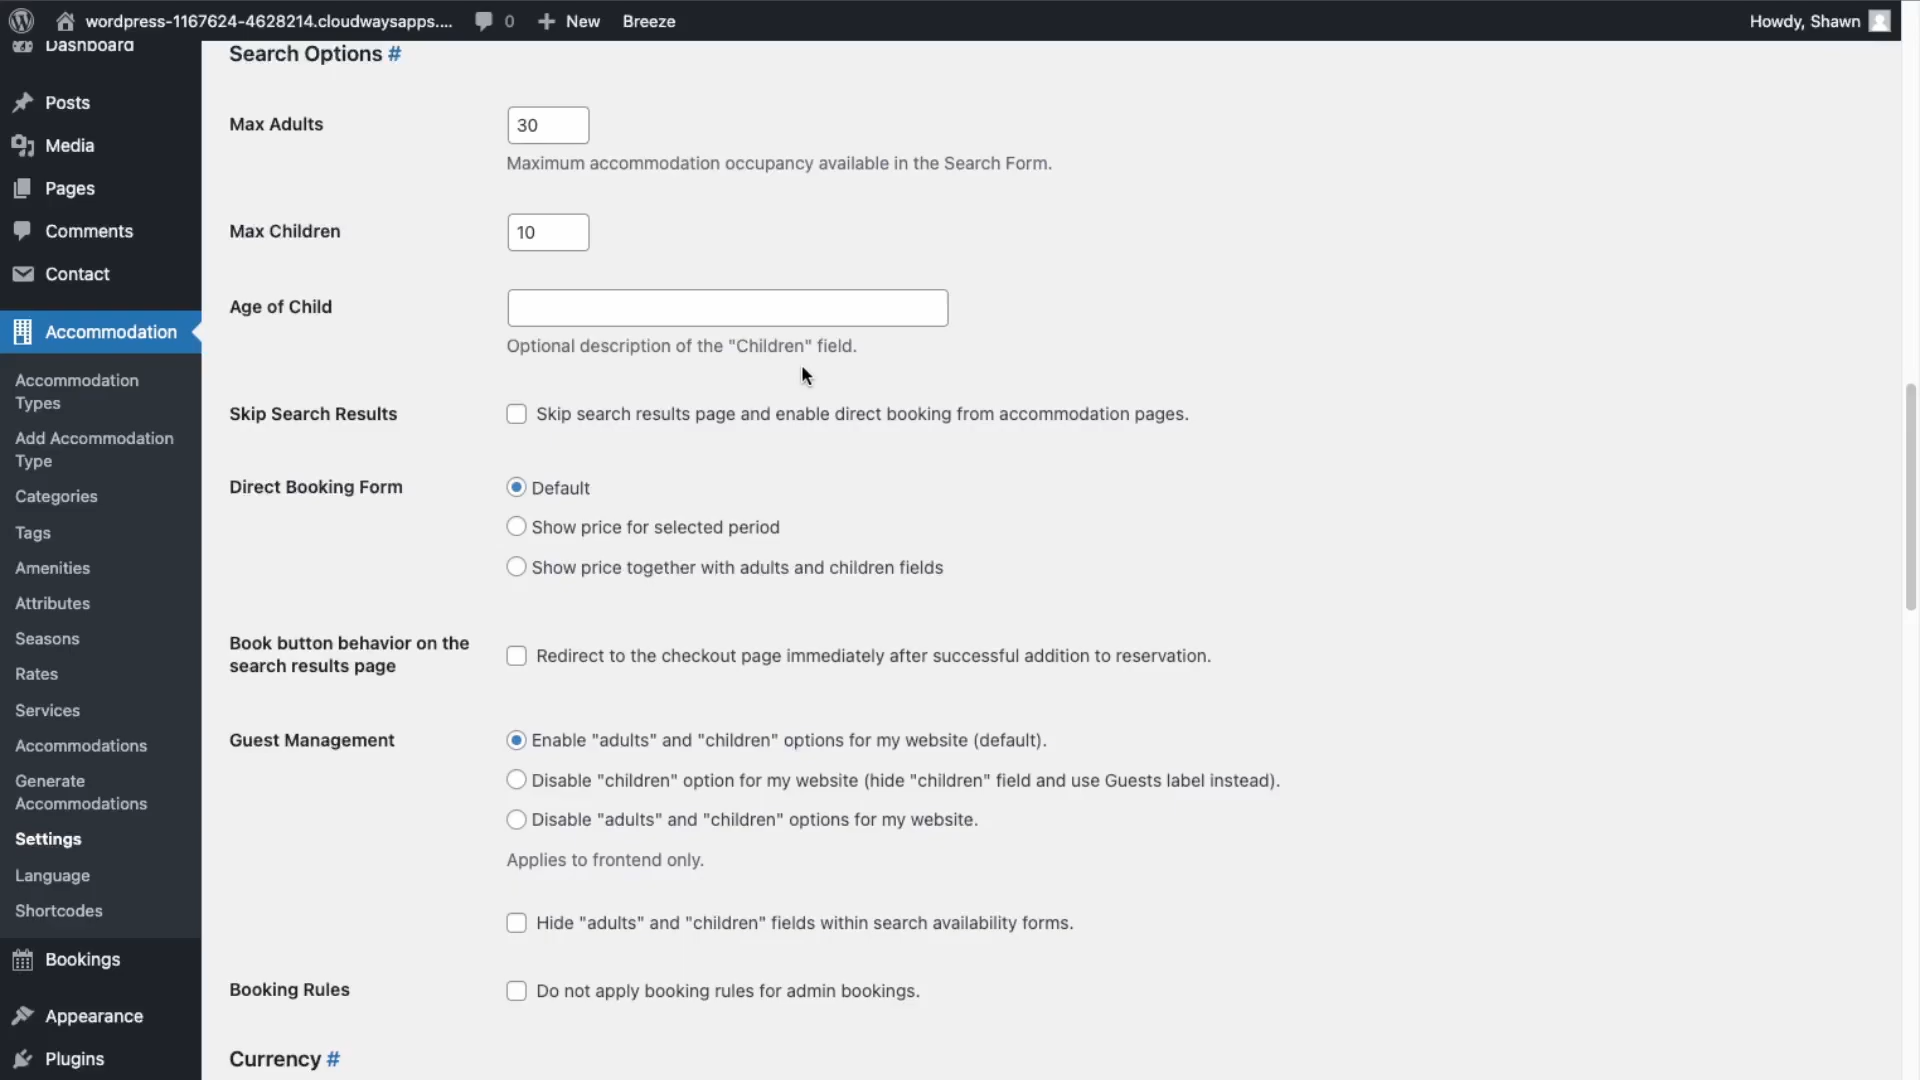 wordpress-1167624-4628214.cloudwaysapps....
0
New
Breeze
Howdy, Shawn
Dashboard
Posts
Media
Pages
Comments
Contact
Accommodation
Accommodation
Types
Add Accommodation
Type
Categories
Tags
Amenities
Attributes
Seasons
Rates
Services
Accommodations
Generate
Accommodations
Settings
Language
Shortcodes
Bookings
Appearance
Plugins
Search Options #
Max Adults
30
Maximum accommodation occupancy available in the Search Form.
Max Children
10
Age of Child
Optional description of the "Children" field.
Skip Search Results
Skip search results page and enable direct booking from accommodation pages.
Direct Booking Form
Default
Show price for selected period
Show price together with adults and children fields
Book button behavior on the
search results page
Redirect to the checkout page immediately after successful addition to reservation.
Guest Management
Enable "adults" and "children" options for my website (default).
Disable "children" option for my website (hide "children" field and use Guests label instead).
Disable "adults" and "children" options for my website.
Applies to frontend only.
Hide "adults" and "children" fields within search availability forms.
Booking Rules
Do not apply booking rules for admin bookings.
Currency #